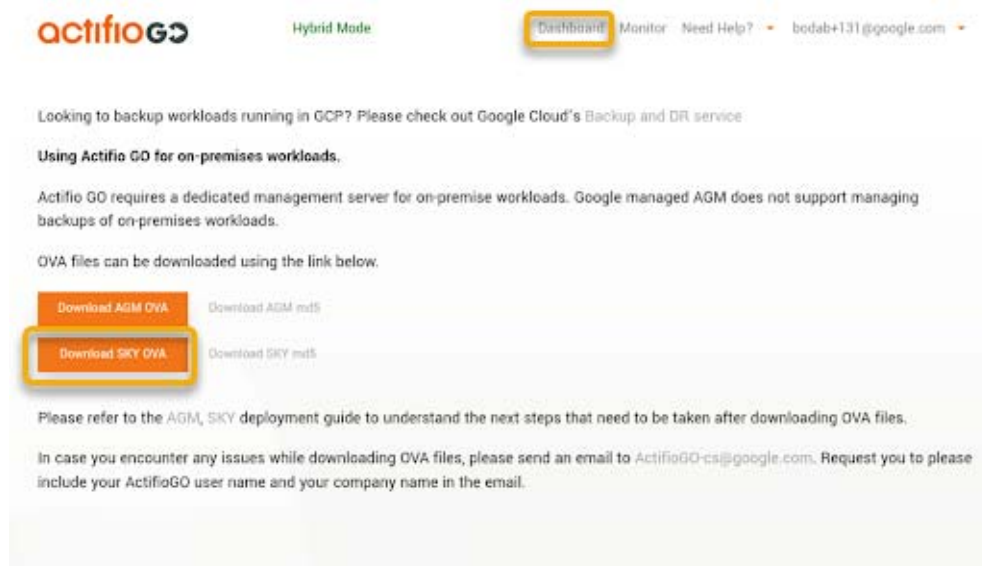 actifio GO
Hybrid Mode
Dashboard Monitor Need Help? bodab+131@google.com
Looking to backup workloads running in GCP? Please check out Google Cloud's Backup and DR service
Using Actifio GO for on-premises workloads.
Actifio GO requires a dedicated management server for on-premise workloads. Google managed AGM does not support managing
backups of on-premises workloads.
OVA files can be downloaded using the link below.
Download AGM OVA Download AGM md5
Download SKY OVA Download SKY md5
Please refer to the AGM, SKY deployment guide to understand the next steps that need to be taken after downloading OVA files.
In case you encounter any issues while downloading OVA files, please send an email to ActifioGO-cs@google.com. Request you to please
include your ActifioGO user name and your company name in the email.